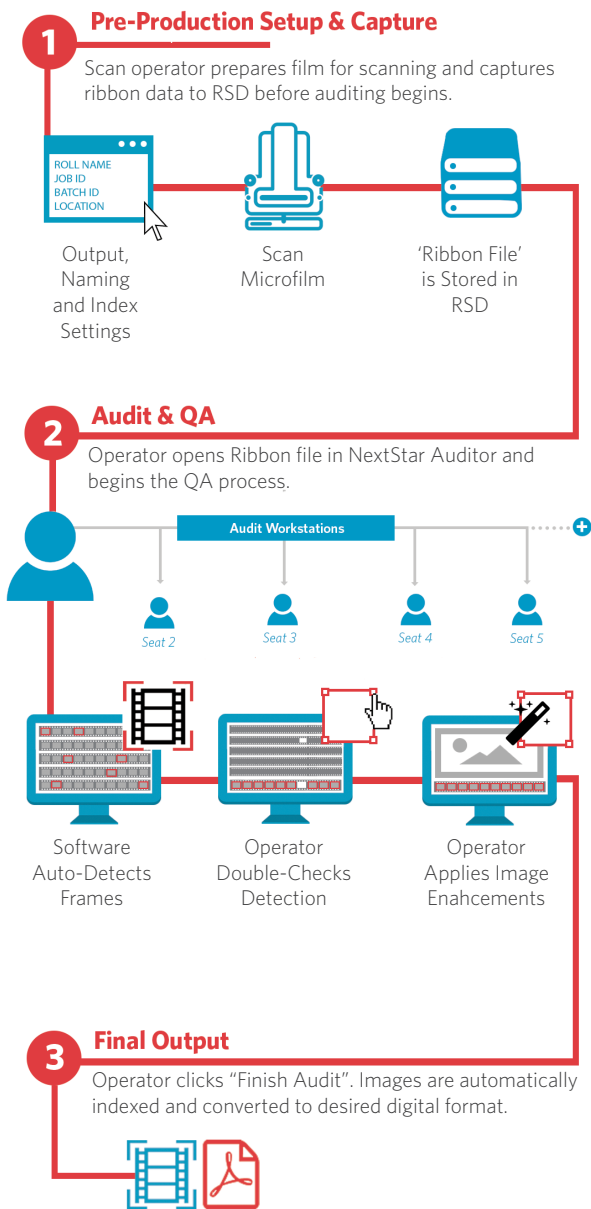 1
Pre-Production Setup & Capture
Scan operator prepares film for scanning and captures
ribbon data to RSD before auditing begins.
ROLL NAME
JOB ID
BATCH ID
LOCATION
Output,
Naming
and Index
Settings
Scan
Microfilm
'Ribbon File'
is Stored in
RSD
2
Audit & QA
Operator opens Ribbon file in NextStar Auditor and
begins the QA process.
Audit Workstations
Seat 2
Seat 3
Seat 4
Seat 5
Software
Auto-Detects
Frames
Operator
Double-Checks
Detection
Operator
Applies Image
Enahcements
3
Final Output
Operator clicks “Finish Audit”. Images are automatically
indexed and converted to desired digital format.